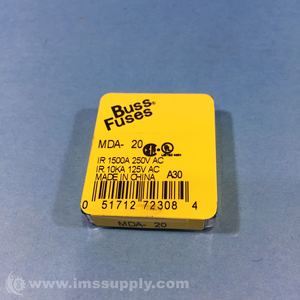 Buss®
Fuses
MDA- 20
IR 1500A 250V AC
IR 10KA 125V AC
MADE IN CHINA A30
0 51712 72308 4
MDA- 20
© www.imssupply.com